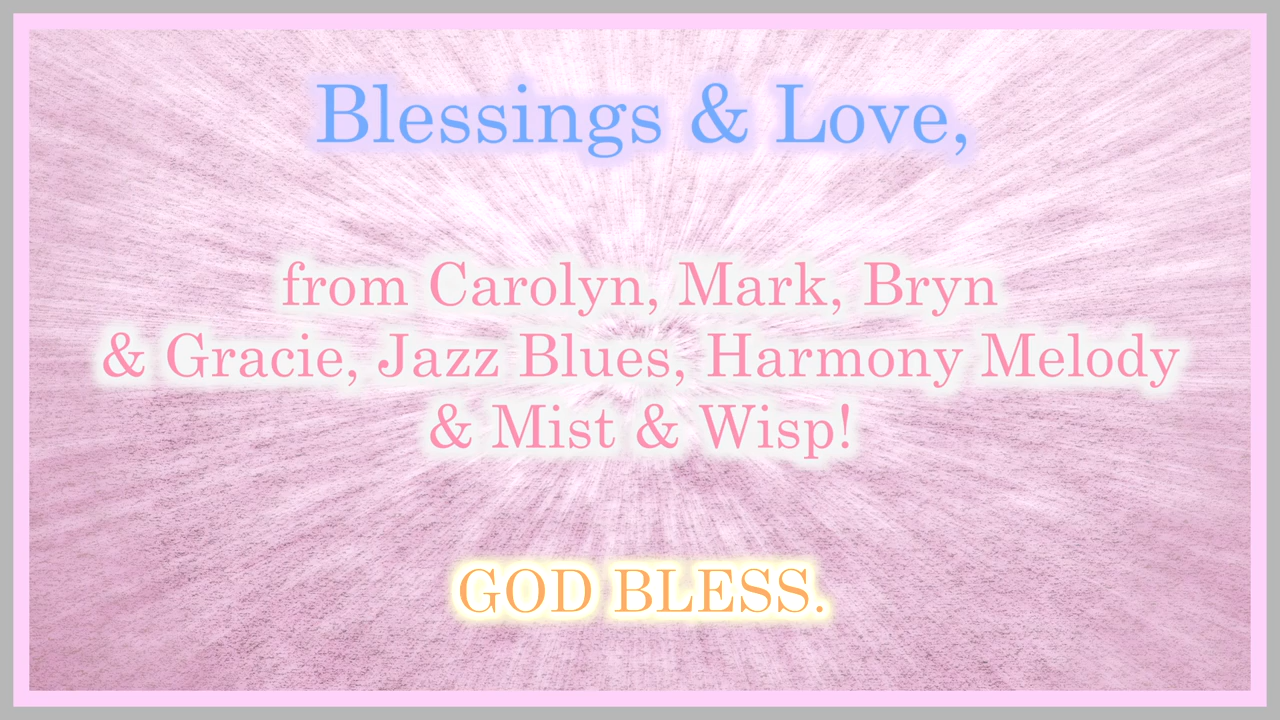 Blessings & Love,
from Carolyn, Mark, Bryn
& Gracie, Jazz Blues, Harmony Melody
& Mist & Wisp!
GOD BLESS.